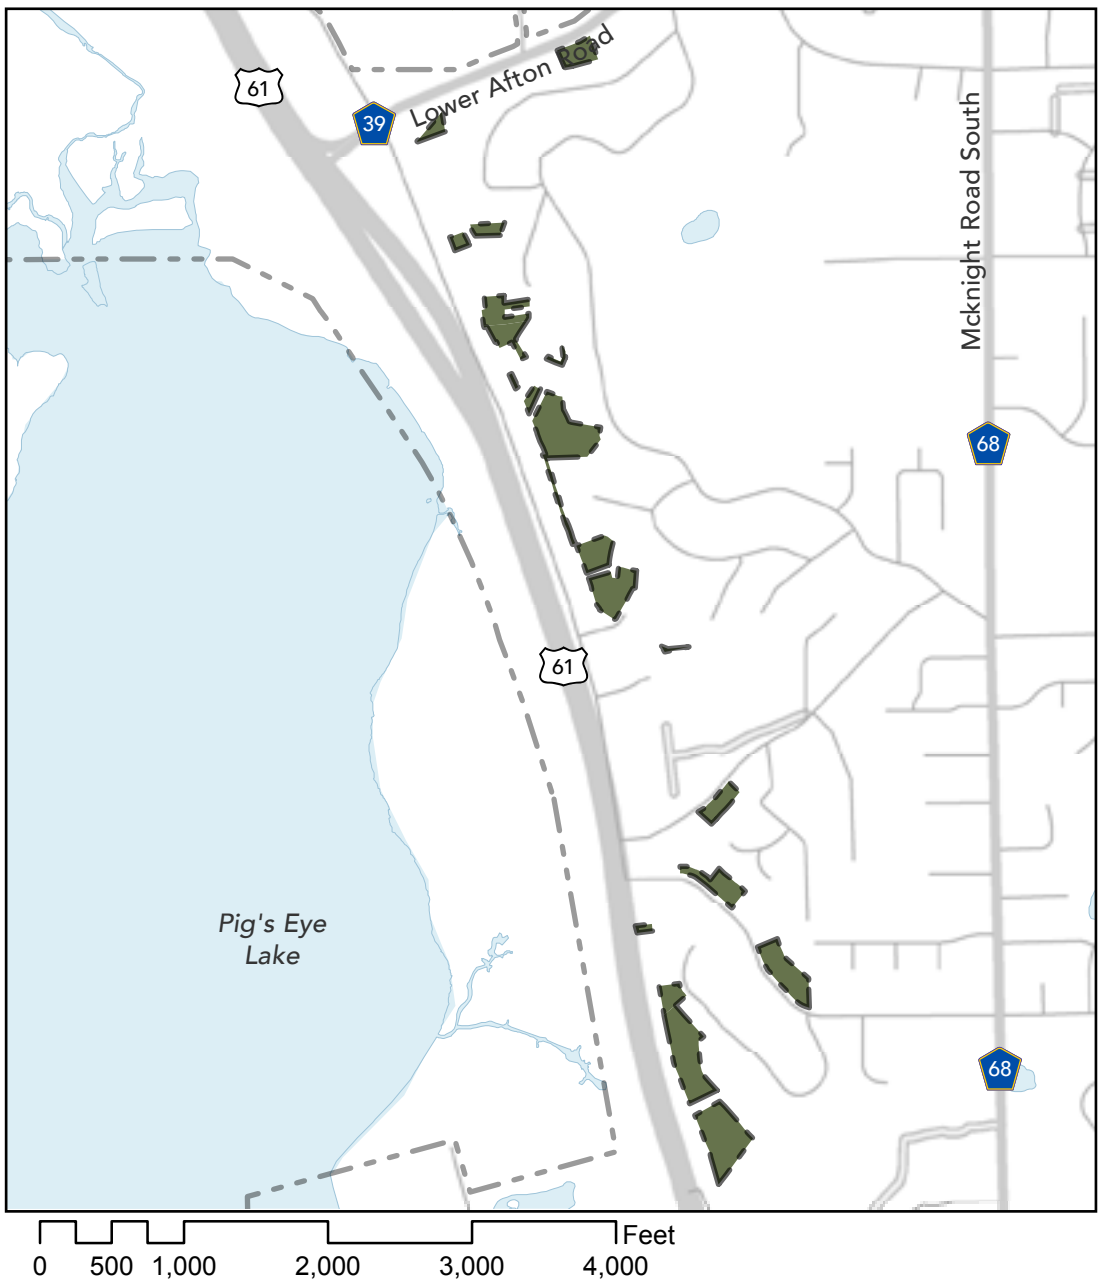 61
39
Lower Afton Road
Mcknight Road South
68
61
Pig's Eye
Lake
68
Feet
0 500 1,000 2,000 3,000 4,000